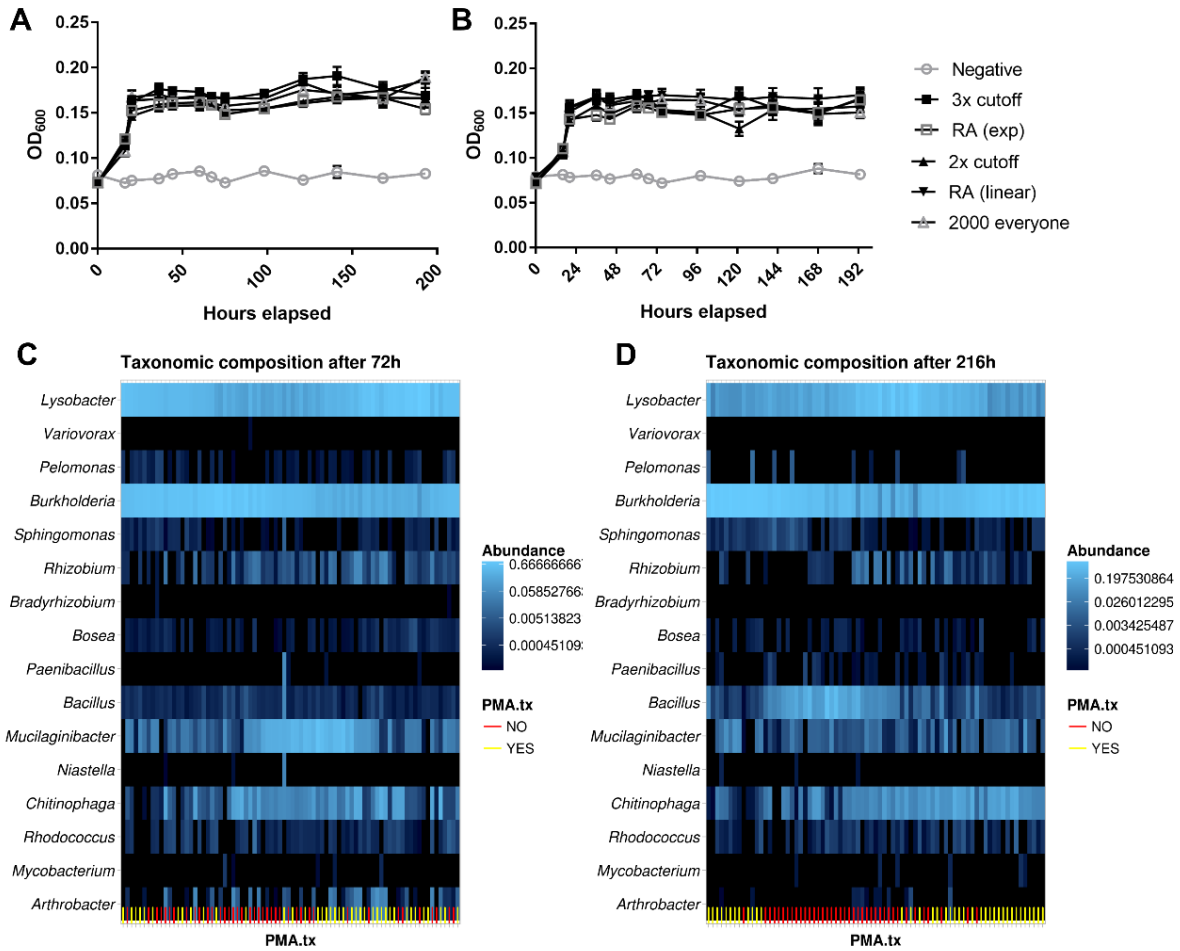 A
0.25
0.20
0.15
0.10
0.05
0.00
OD600
0
50
100
150
200
Hours elapsed
B
0.25
0.20
0.15
0.10
0.05
0.00
OD600
0
24
48
72
96
120
144
168
192
Hours elapsed
Negative
3x cutoff
RA (exp)
2x cutoff
RA (linear)
2000 everyone
C
Taxonomic composition after 72h
Lysobacter
Variovorax
Pelomonas
Burkholderia
Sphingomonas
Rhizobium
Bradyrhizobium
Bosea
Paenibacillus
Bacillus
Mucilaginibacter
Niastella
Chitinophaga
Rhodococcus
Mycobacterium
Arthrobacter
PMA.tx
Abundance
0.66666666
0.05852766
0.00513823
0.00045109
PMA.tx
NO
YES
D
Taxonomic composition after 216h
Lysobacter
Variovorax
Pelomonas
Burkholderia
Sphingomonas
Rhizobium
Bradyrhizobium
Bosea
Paenibacillus
Bacillus
Mucilaginibacter
Niastella
Chitinophaga
Rhodococcus
Mycobacterium
Arthrobacter
PMA.tx
Abundance
0.197530864
0.026012295
0.003425487
0.000451093
PMA.tx
NO
YES